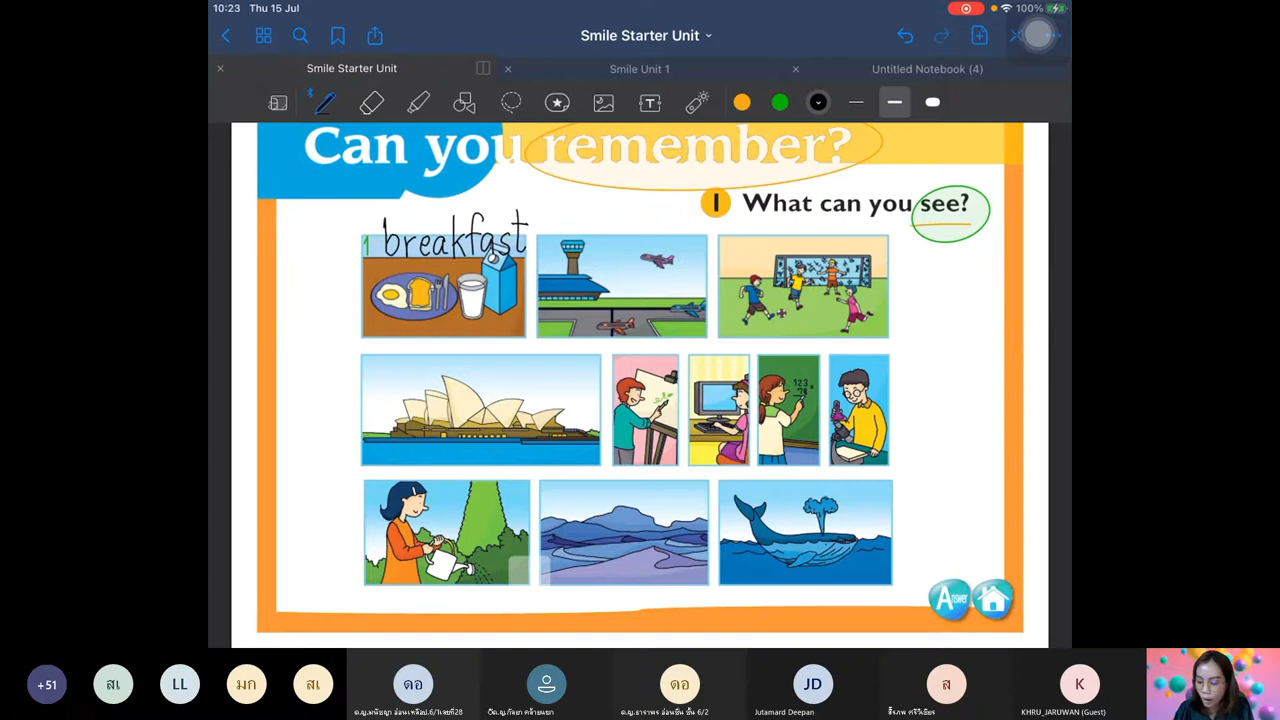 10:23 Thu 15 Jul
100%
Smile Starter Unit
Smile Starter Unit
Smile Unit 1
Untitled Notebook (4)
T
Can you remember?
1 What can you see?
1 breakfast
123
78
Answer
+51
สเ
LL
มก
สเ
ดอ
ดอ
JD
ส
K
Jutamard Deepan
KHRU_JARUWAN (Guest)